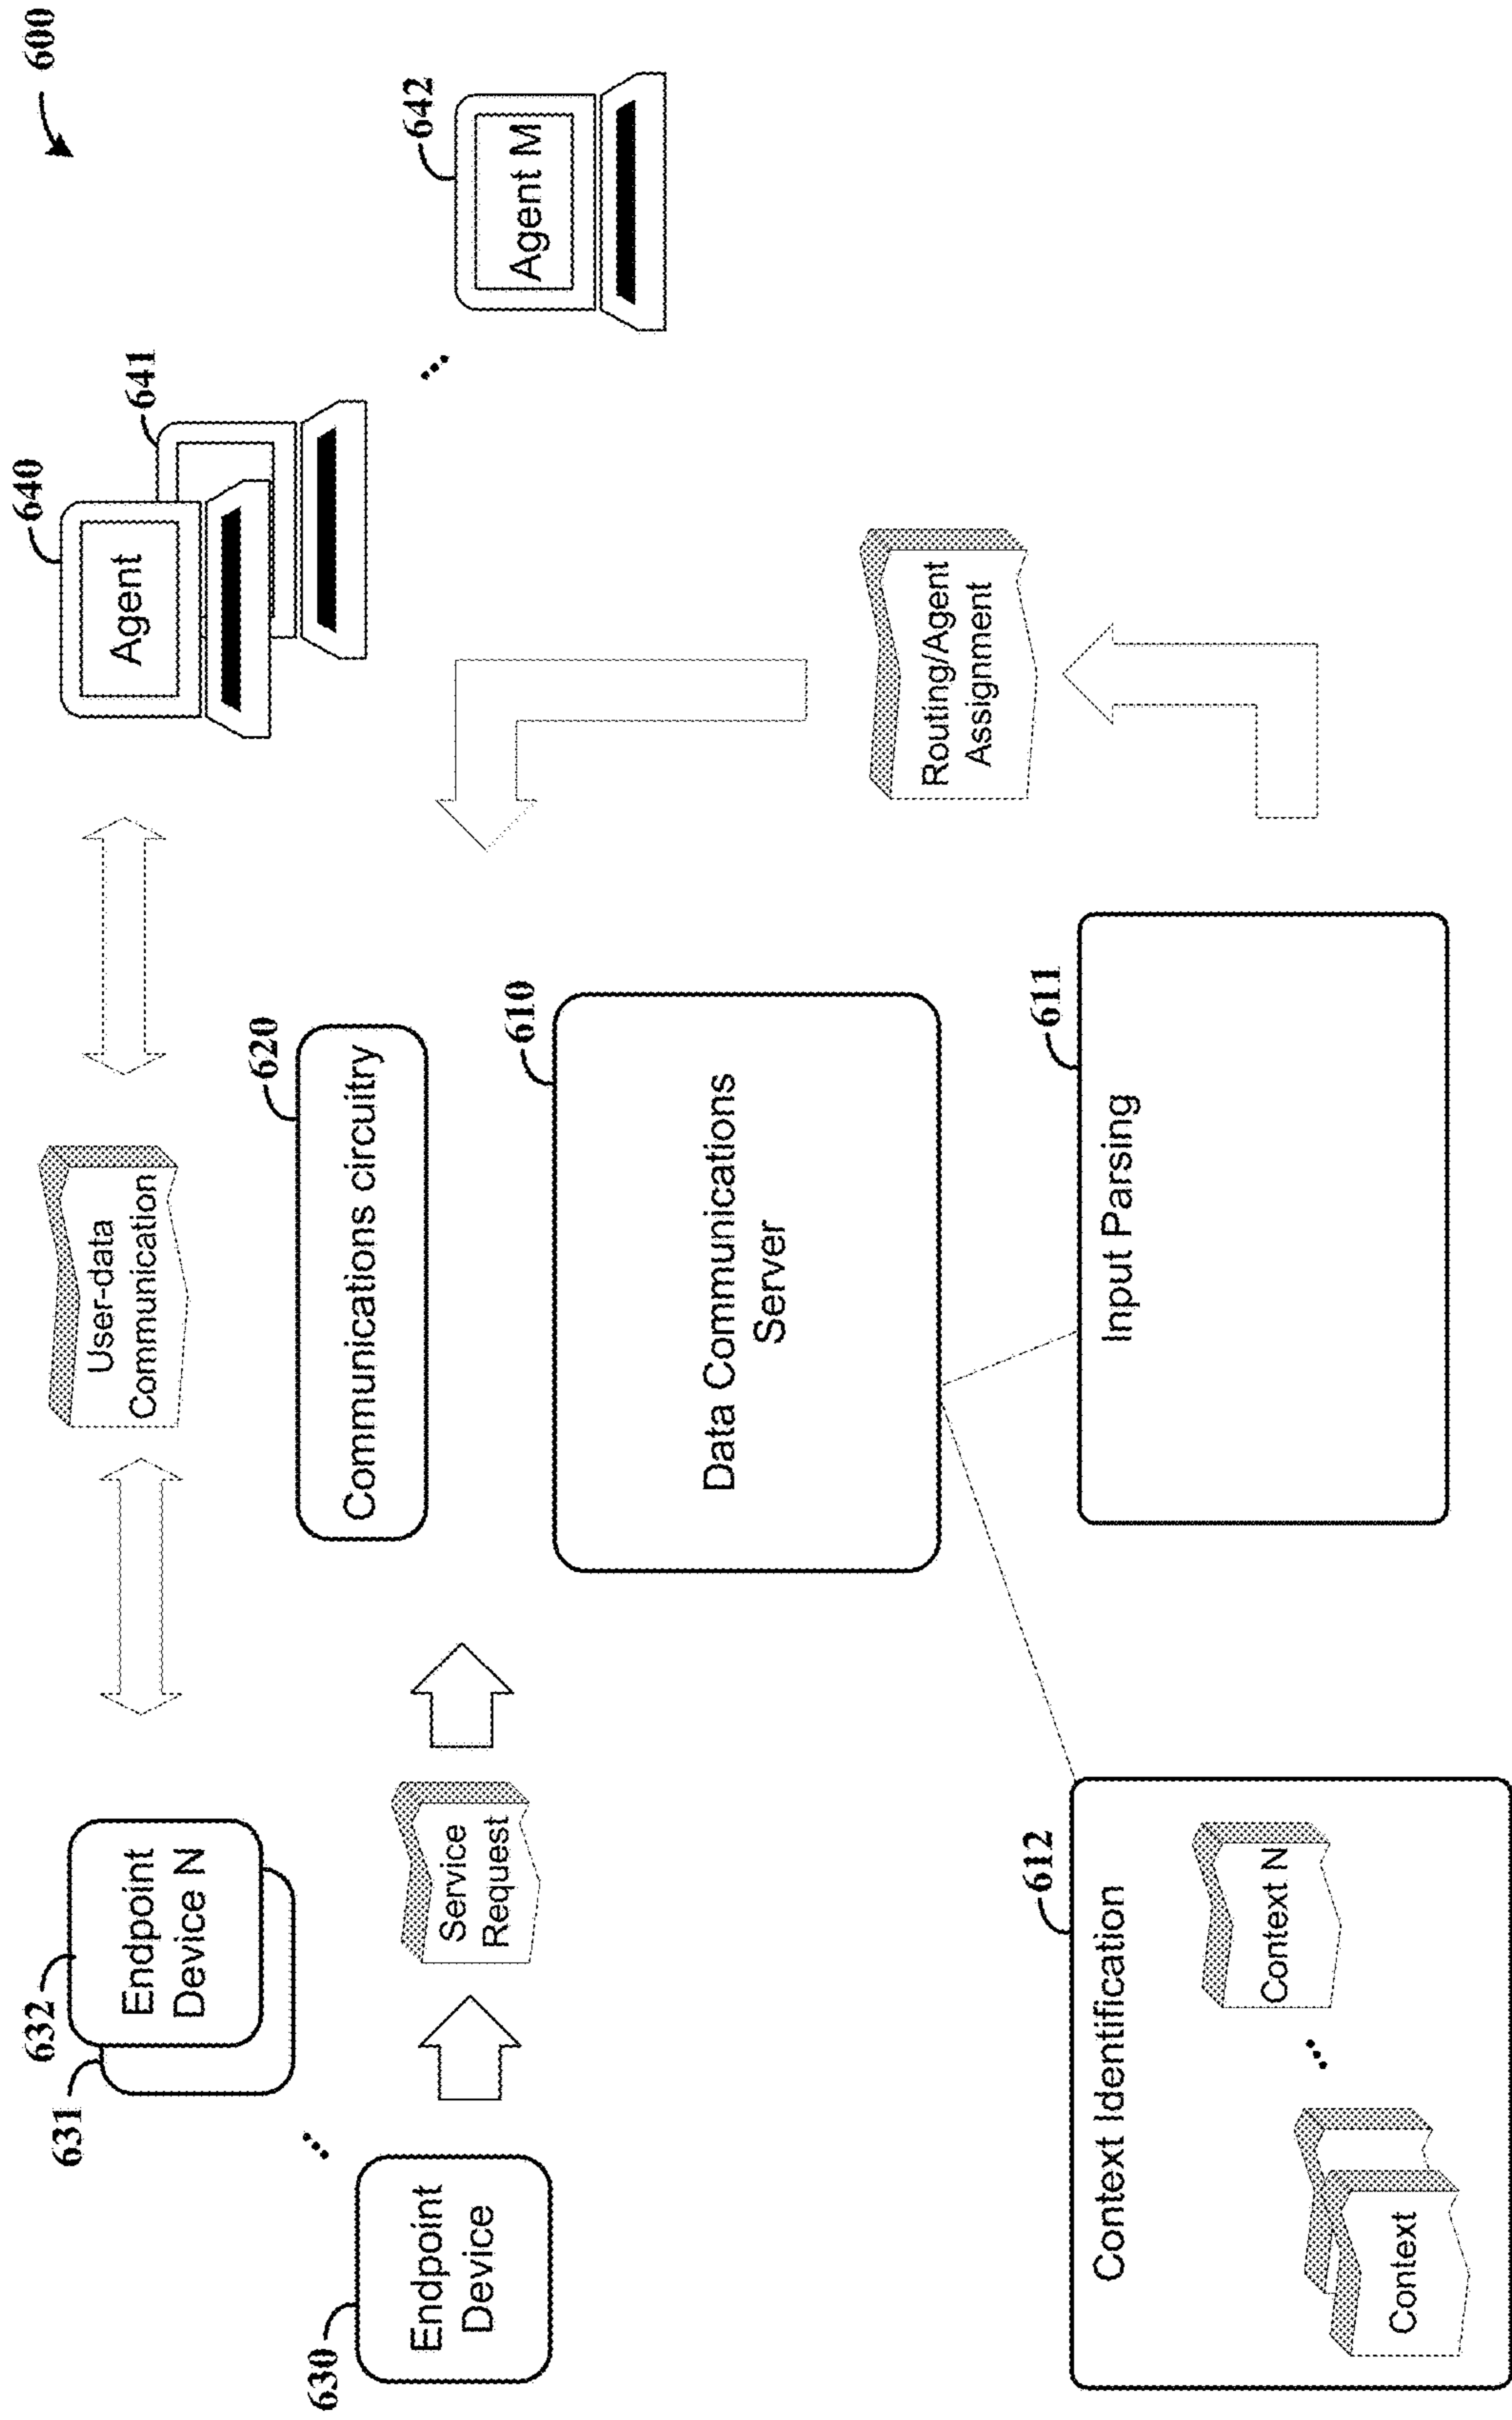 600
632
631
Endpoint
Device N
630
Endpoint
Device
User-data
Communication
640
Agent
641
642
Agent M
Service
Request
620
Communications circuitry
610
Data Communications
Server
Routing/Agent
Assignment
612
Context Identification
Context
Context N
611
Input Parsing